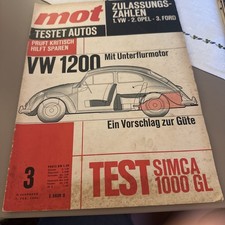 mot
ZULASSUNGS-
ZAHLEN
1. VW - 2. OPEL - 3. FORD
TESTET AUTOS
PRÜFT KRITISCH
HILFT SPAREN
VW 1200
Mit Unterflurmotor
Ein Vorschlag zur Güte
3
TEST SIMCA
1000 GL